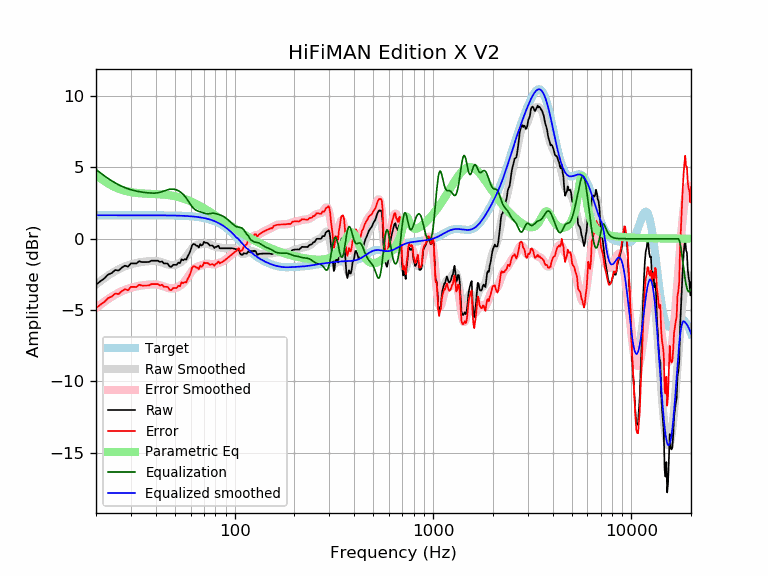 HiFiMAN Edition X V2
Amplitude (dBr)
10
5
0
−5
−10
−15
Target
Raw Smoothed
Error Smoothed
Raw
Error
Parametric Eq
Equalization
Equalized smoothed
100
1000
10000
Frequency (Hz)